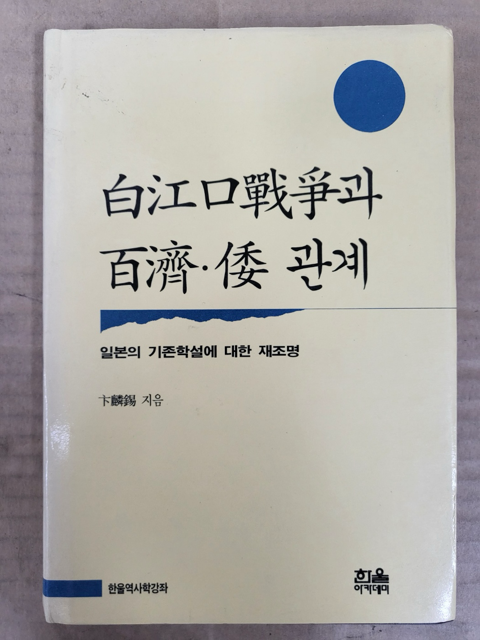 白江口戰爭과
百濟·倭 관계
일본의 기존학설에 대한 재조명
卞麟錫 지음
한울역사학강좌
한울
아카데미